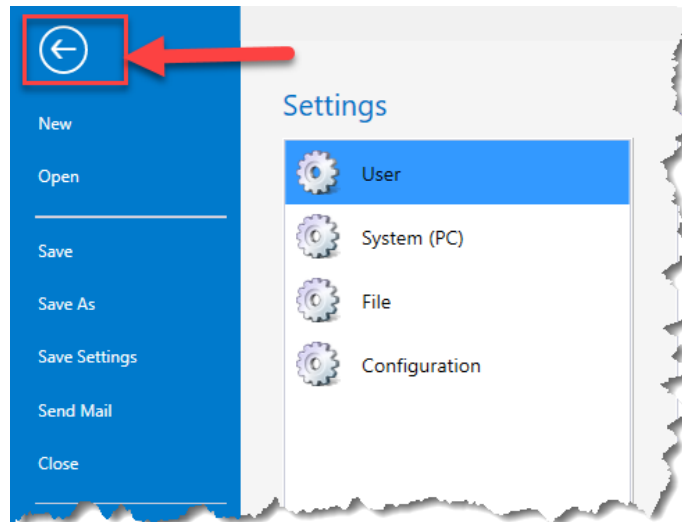 New
Open
Save
Save As
Save Settings
Send Mail
Close
Settings
User
System (PC)
File
Configuration